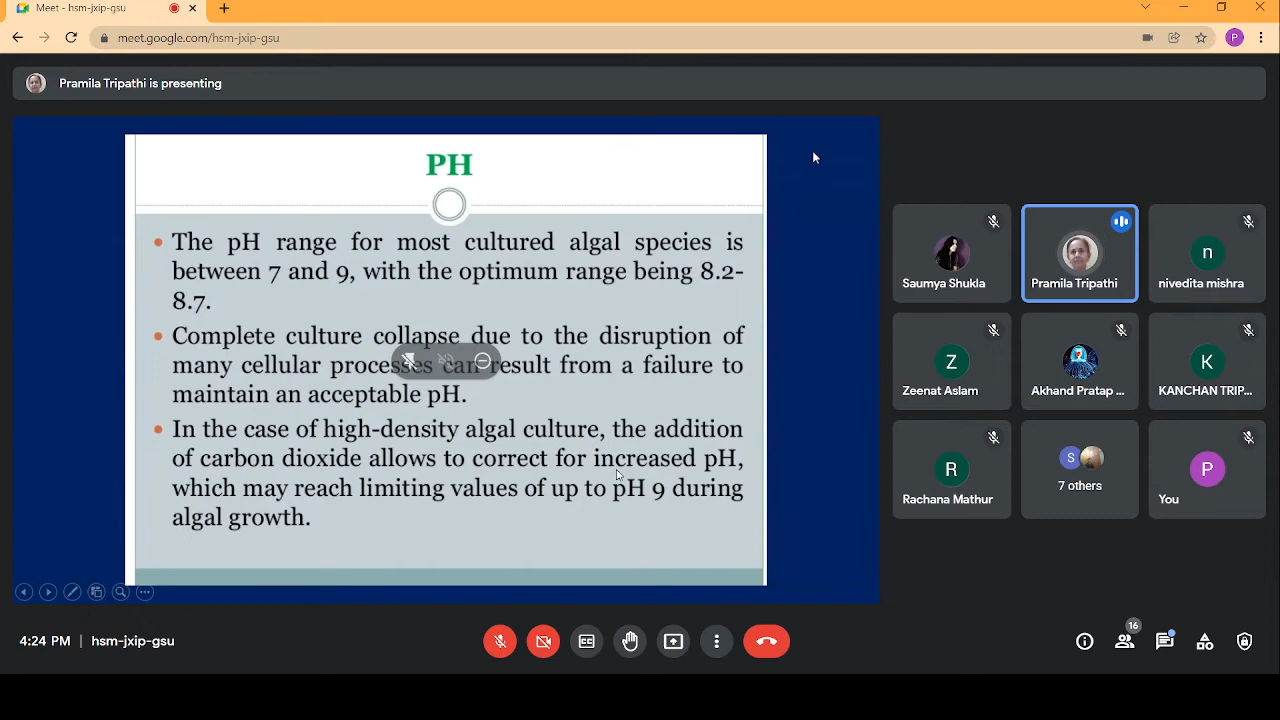 Meet - hsm-jxip-gsu
meet.google.com/hsm-jxip-gsu
P
Pramila Tripathi is presenting
PH
• The pH range for most cultured algal species is
between 7 and 9, with the optimum range being 8.2-
8.7.
• Complete culture collapse due to the disruption of
many cellular processes can result from a failure to
maintain an acceptable pH.
• In the case of high-density algal culture, the addition
of carbon dioxide allows to correct for increased pH,
which may reach limiting values of up to pH 9 during
algal growth.
Saumya Shukla
Pramila Tripathi
n
nivedita mishra
Z
Zeenat Aslam
Akhand Pratap ...
K
KANCHAN TRIP...
R
Rachana Mathur
S
7 others
P
You
4:24 PM | hsm-jxip-gsu
16